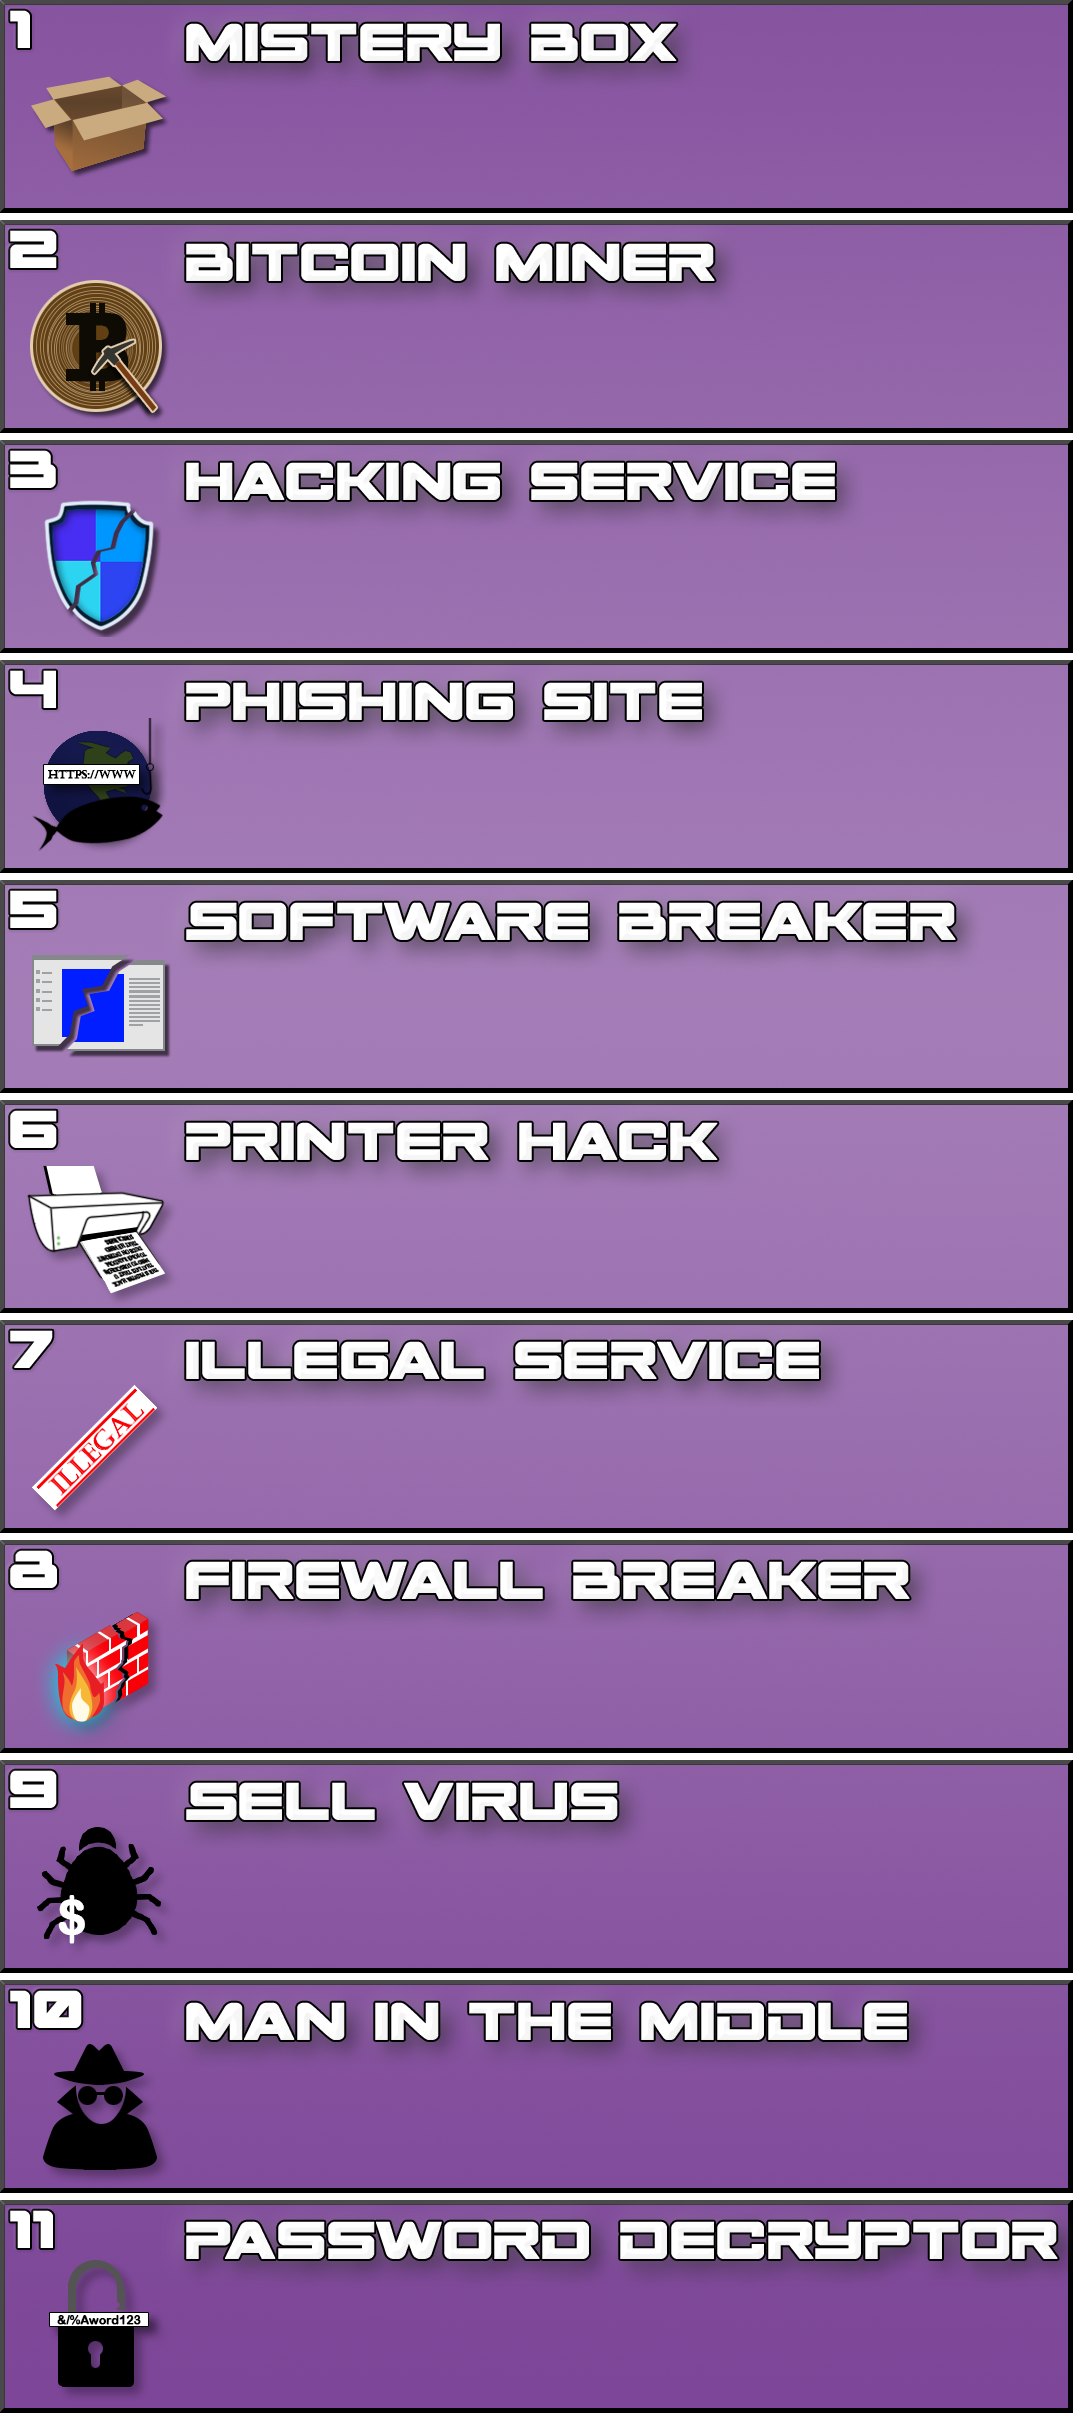 1
MISTERY BOX
2
BITCOIN MINER
3
HACKING SERVICE
4
PHISHING SITE
HTTPS://WWW
5
SOFTWARE BREAKER
6
PRINTER HACK
7
ILLEGAL SERVICE
ILLEGAL
8
FIREWALL BREAKER
9
SELL VIRUS
$
10
MAN IN THE MIDDLE
11
PASSWORD DECRYPTOR
&/%Aword123